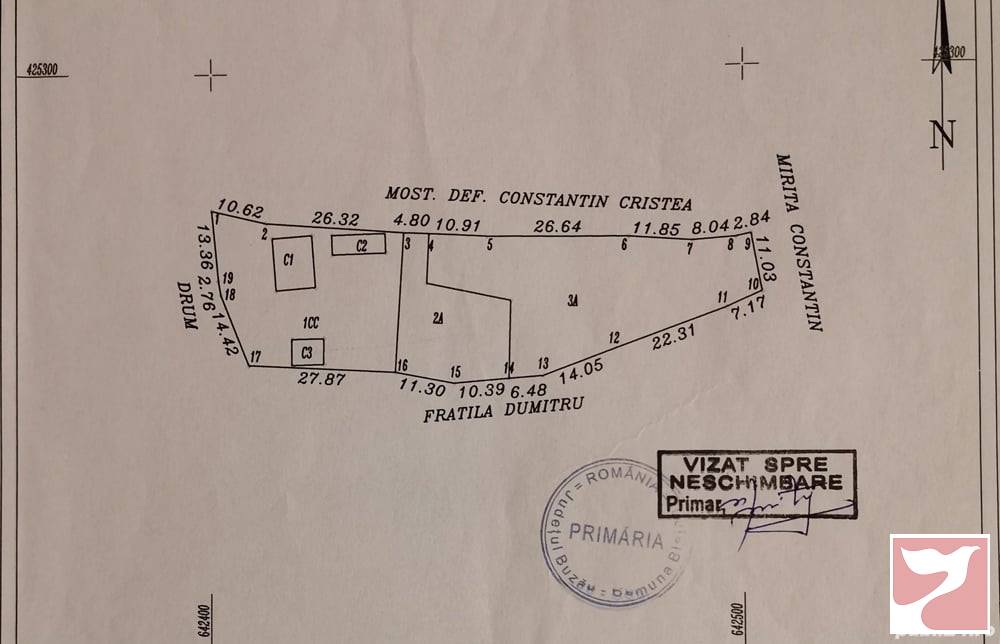 425300
425300
N
MOST. DEF. CONSTANTIN CRISTEA
MIRITA CONSTANTIN
10.62
26.32
4.80
10.91
26.64
11.85
8.04
2.84
1
2
3
4
5
6
7
8
9
13.36
C1
C2
11.03
19
2.76
18
10
11
7.17
DRUM
3A
1CC
2A
14.42
12
22.31
C3
17
16
15
14
13
27.87
11.30
10.39
6.48
14.05
FRATILA DUMITRU
VIZAT SPRE
NESCHIMBARE
Primar,
ROMÂNIA
Județul Buzău
PRIMĂRIA
Comuna
642400
642500